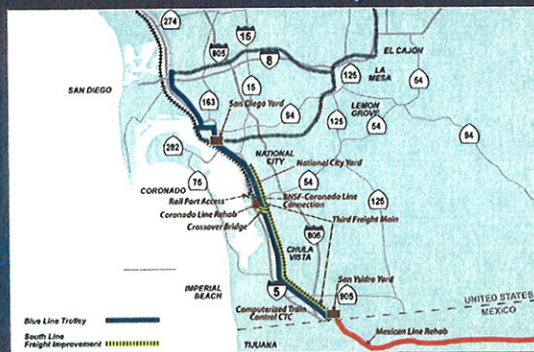 274
15
805
8
EL CAJON
125
LA
MESA
54
SAN DIEGO
15
163
San Diego Yard
94
LEMON
GROVE
125
54
94
282
NATIONAL
CITY
National City Yard
75
54
CORONADO
BNSF-Coronado Line
Connection
125
Rail Port Access
Coronado Line Rehab
Third Freight Main
Crossover Bridge
805
CHULA
VISTA
San Ysidro Yard
IMPERIAL
BEACH
5
905
UNITED STATES
MEXICO
Computerized Train
Control CTC
Blue Line Trolley
South Line
Freight Improvement
Mexican Line Rehab
TIJUANA